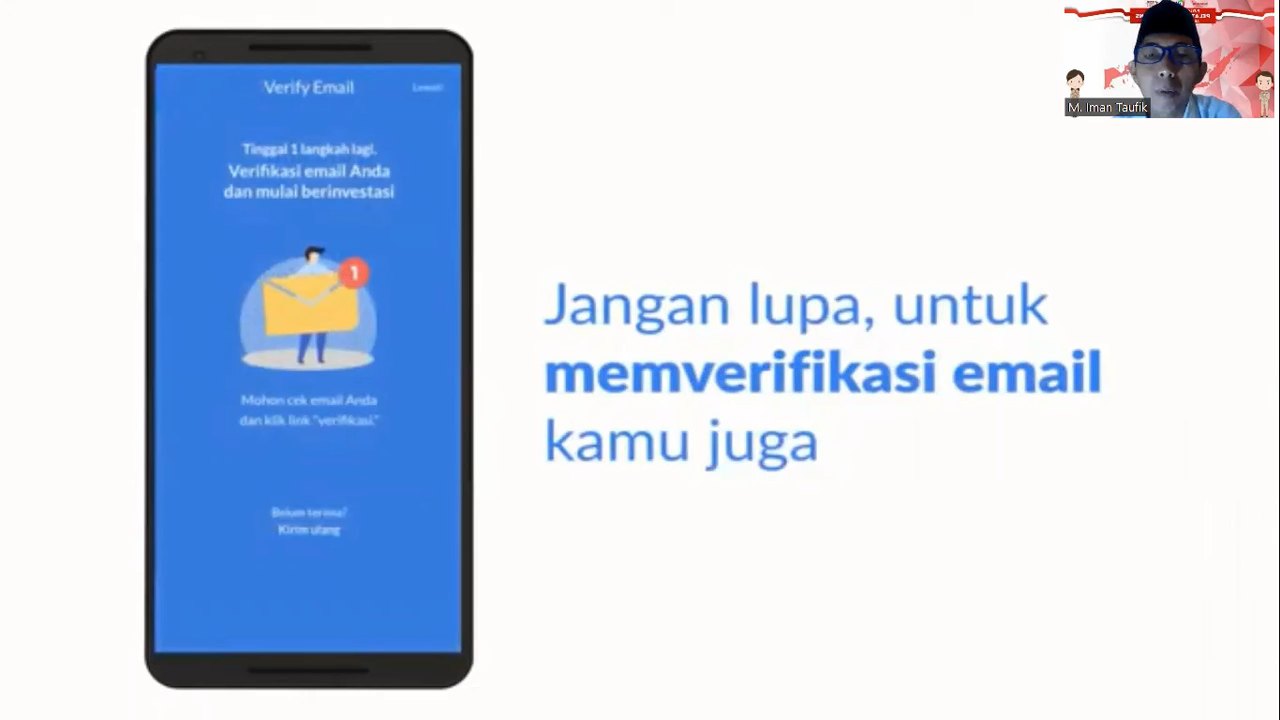 Verify Email
Lewati
Tinggal 1 langkah lagi.
Verifikasi email Anda
dan mulai berinvestasi
1
Mohon cek email Anda
dan klik link "verifikasi."
Belum terima?
Kirim ulang
Jangan lupa, untuk
memverifikasi email
kamu juga
M. Iman Taufik